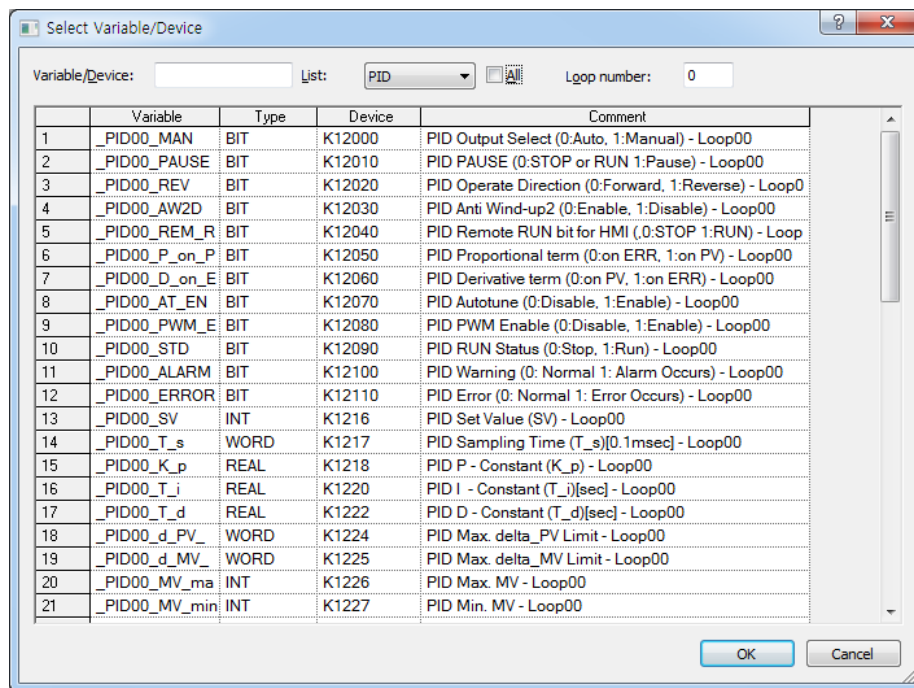 Select Variable/Device
Variable/Device: List: PID All Loop number: 0
Variable Type Device Comment
1 _PID00_MAN BIT K12000 PID Output Select (0:Auto, 1:Manual) - Loop00
2 _PID00_PAUSE BIT K12010 PID PAUSE (0:STOP or RUN 1:Pause) - Loop00
3 _PID00_REV BIT K12020 PID Operate Direction (0:Forward, 1:Reverse) - Loop0
4 _PID00_AW2D BIT K12030 PID Anti Wind-up2 (0:Enable, 1:Disable) - Loop00
5 _PID00_REM_R BIT K12040 PID Remote RUN bit for HMI (,0:STOP 1:RUN) - Loop
6 _PID00_P_on_P BIT K12050 PID Proportional term (0:on ERR, 1:on PV) - Loop00
7 _PID00_D_on_E BIT K12060 PID Derivative term (0:on PV, 1:on ERR) - Loop00
8 _PID00_AT_EN BIT K12070 PID Autotune (0:Disable, 1:Enable) - Loop00
9 _PID00_PWM_E BIT K12080 PID PWM Enable (0:Disable, 1:Enable) - Loop00
10 _PID00_STD BIT K12090 PID RUN Status (0:Stop, 1:Run) - Loop00
11 _PID00_ALARM BIT K12100 PID Warning (0: Normal 1: Alarm Occurs) - Loop00
12 _PID00_ERROR BIT K12110 PID Error (0: Normal 1: Error Occurs) - Loop00
13 _PID00_SV INT K1216 PID Set Value (SV) - Loop00
14 _PID00_T_s WORD K1217 PID Sampling Time (T_s)[0.1msec] - Loop00
15 _PID00_K_p REAL K1218 PID P - Constant (K_p) - Loop00
16 _PID00_T_i REAL K1220 PID I - Constant (T_i)[sec] - Loop00
17 _PID00_T_d REAL K1222 PID D - Constant (T_d)[sec] - Loop00
18 _PID00_d_PV_ WORD K1224 PID Max. delta_PV Limit - Loop00
19 _PID00_d_MV_ WORD K1225 PID Max. delta_MV Limit - Loop00
20 _PID00_MV_ma INT K1226 PID Max. MV - Loop00
21 _PID00_MV_min INT K1227 PID Min. MV - Loop00
OK Cancel